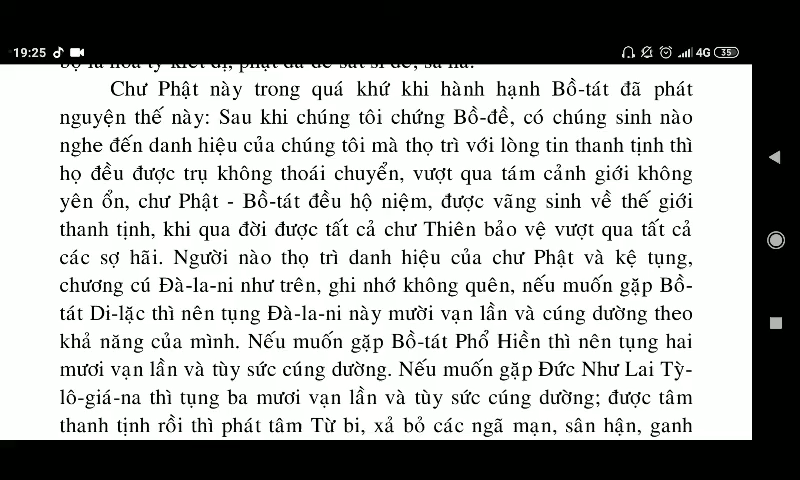 19:25
4G
35
Chư Phật này trong quá khứ khi hành hạnh Bồ-tát đã phát
nguyện thế này: Sau khi chúng tôi chứng Bồ-đề, có chúng sinh nào
nghe đến danh hiệu của chúng tôi mà thọ trì với lòng tin thanh tịnh thì
họ đều được trụ không thoái chuyển, vượt qua tám cảnh giới không
yên ổn, chư Phật - Bồ-tát đều hộ niệm, được vãng sinh về thế giới
thanh tịnh, khi qua đời được tất cả chư Thiên bảo vệ vượt qua tất cả
các sợ hãi. Người nào thọ trì danh hiệu của chư Phật và kệ tụng,
chương cú Đà-la-ni như trên, ghi nhớ không quên, nếu muốn gặp Bồ-
tát Di-lặc thì nên tụng Đà-la-ni này mười vạn lần và cúng dường theo
khả năng của mình. Nếu muốn gặp Bồ-tát Phổ Hiền thì nên tụng hai
mươi vạn lần và tùy sức cúng dường. Nếu muốn gặp Đức Như Lai Tỳ-
lô-giá-na thì tụng ba mươi vạn lần và tùy sức cúng dường; được tâm
thanh tịnh rồi thì phát tâm Từ bi, xả bỏ các ngã mạn, sân hận, ganh